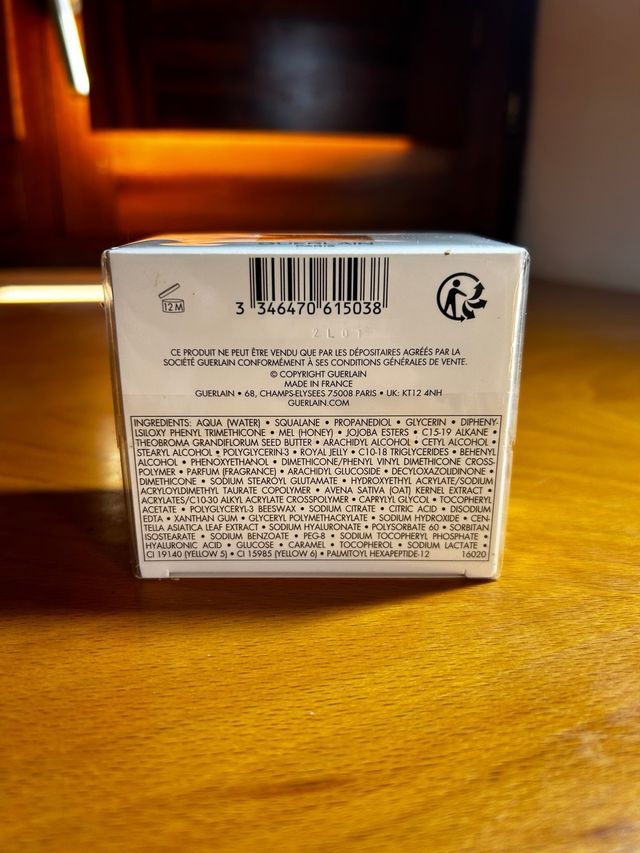 GUERLAIN
PARIS
12 M
3 346470 615038
2L01
CE PRODUIT NE PEUT ÊTRE VENDU QUE PAR LES DÉPOSITAIRES AGRÉÉS PAR LA
SOCIÉTÉ GUERLAIN CONFORMÉMENT À SES CONDITIONS GÉNÉRALES DE VENTE.
© COPYRIGHT GUERLAIN
MADE IN FRANCE
GUERLAIN • 68, CHAMPS-ELYSEES 75008 PARIS • UK: KT12 4NH
GUERLAIN.COM
INGREDIENTS: AQUA (WATER) • SQUALANE • PROPANEDIOL • GLYCERIN • DIPHENY-
LSILOXY PHENYL TRIMETHICONE • MEL (HONEY) • JOJOBA ESTERS • C15-19 ALKANE •
THEOBROMA GRANDIFLORUM SEED BUTTER • ARACHIDYL ALCOHOL • CETYL ALCOHOL •
STEARYL ALCOHOL • POLYGLYCERIN-3 • ROYAL JELLY • C10-18 TRIGLYCERIDES • BEHENYL
ALCOHOL • PHENOXYETHANOL • DIMETHICONE/PHENYL VINYL DIMETHICONE CROSS-
POLYMER • PARFUM (FRAGRANCE) • ARACHIDYL GLUCOSIDE • DECYLOXAZOLIDINONE •
DIMETHICONE • SODIUM STEAROYL GLUTAMATE • HYDROXYETHYL ACRYLATE/SODIUM
ACRYLOYLDIMETHYL TAURATE COPOLYMER • AVENA SATIVA (OAT) KERNEL EXTRACT •
ACRYLATES/C10-30 ALKYL ACRYLATE CROSSPOLYMER • CAPRYLYL GLYCOL • TOCOPHERYL
ACETATE • POLYGLYCERYL-3 BEESWAX • SODIUM CITRATE • CITRIC ACID • DISODIUM
EDTA • XANTHAN GUM • GLYCERYL POLYMETHACRYLATE • SODIUM HYDROXIDE • CEN-
TELLA ASIATICA LEAF EXTRACT • SODIUM HYALURONATE • POLYSORBATE 60 • SORBITAN
ISOSTEARATE • SODIUM BENZOATE • PEG-8 • SODIUM TOCOPHERYL PHOSPHATE •
HYALURONIC ACID • GLUCOSE • CARAMEL • TOCOPHEROL • SODIUM LACTATE
CI 19140 (YELLOW 5) • CI 15985 (YELLOW 6) • PALMITOYL HEXAPEPTIDE-12 16020